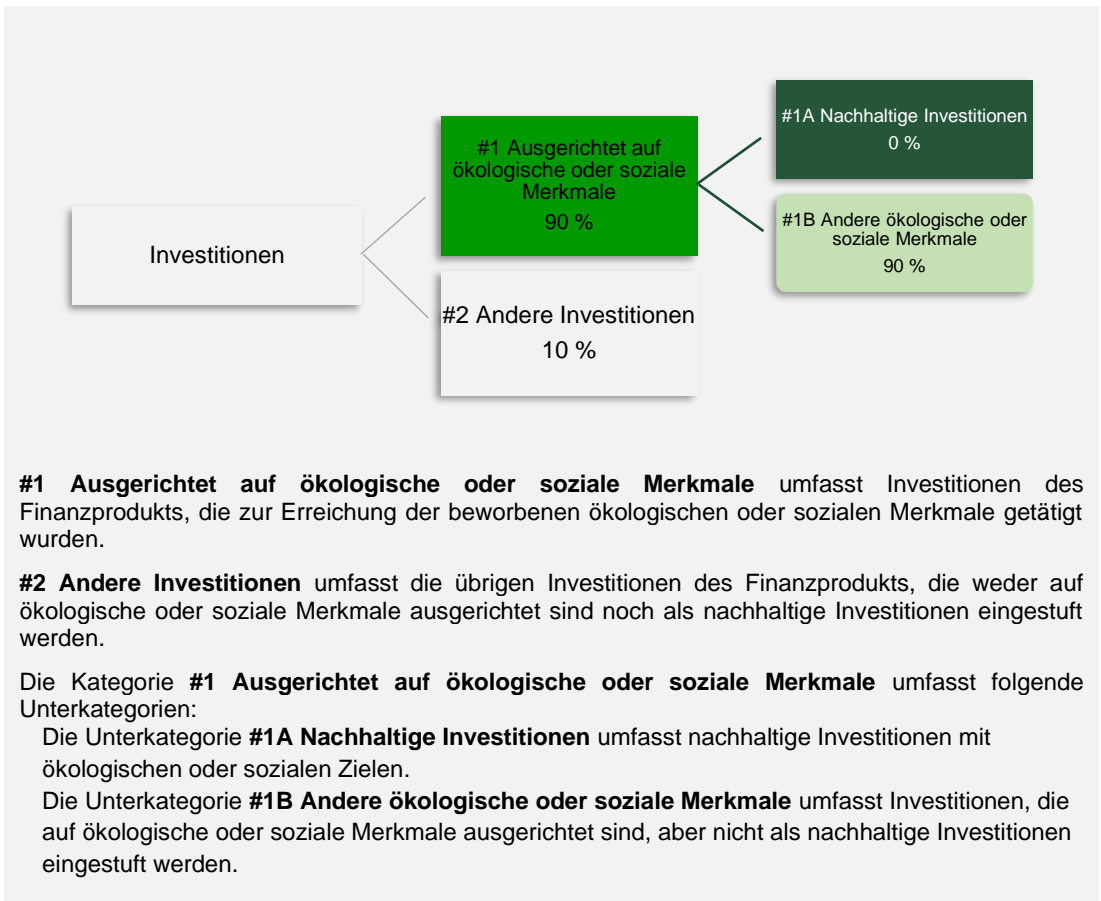 #1A Nachhaltige Investitionen
0 %
#1 Ausgerichtet auf
ökologische oder soziale
Merkmale
90 %
#1B Andere ökologische oder
soziale Merkmale
90 %
Investitionen
#2 Andere Investitionen
10 %
#1 Ausgerichtet auf ökologische oder soziale Merkmale umfasst Investitionen des
Finanzprodukts, die zur Erreichung der beworbenen ökologischen oder sozialen Merkmale getätigt
wurden.
#2 Andere Investitionen umfasst die übrigen Investitionen des Finanzprodukts, die weder auf
ökologische oder soziale Merkmale ausgerichtet sind noch als nachhaltige Investitionen eingestuft
werden.
Die Kategorie #1 Ausgerichtet auf ökologische oder soziale Merkmale umfasst folgende
Unterkategorien:
Die Unterkategorie #1A Nachhaltige Investitionen umfasst nachhaltige Investitionen mit
ökologischen oder sozialen Zielen.
Die Unterkategorie #1B Andere ökologische oder soziale Merkmale umfasst Investitionen, die
auf ökologische oder soziale Merkmale ausgerichtet sind, aber nicht als nachhaltige Investitionen
eingestuft werden.